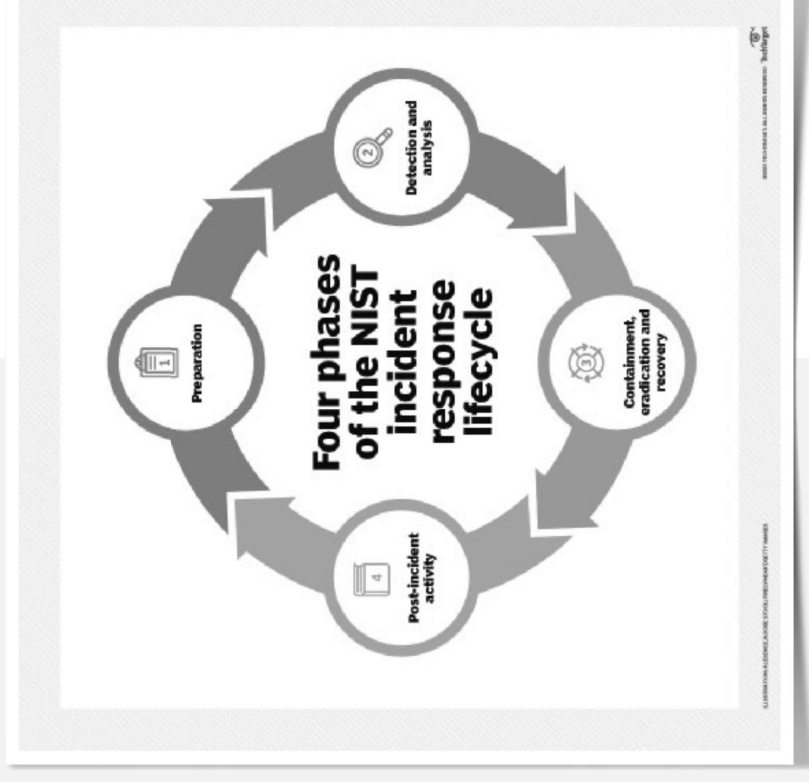 Four phases
of the NIST
incident
response
lifecycle
1
Preparation
2
Detection and
analysis
3
Containment,
eradication and
recovery
4
Post-incident
activity
TechTarget